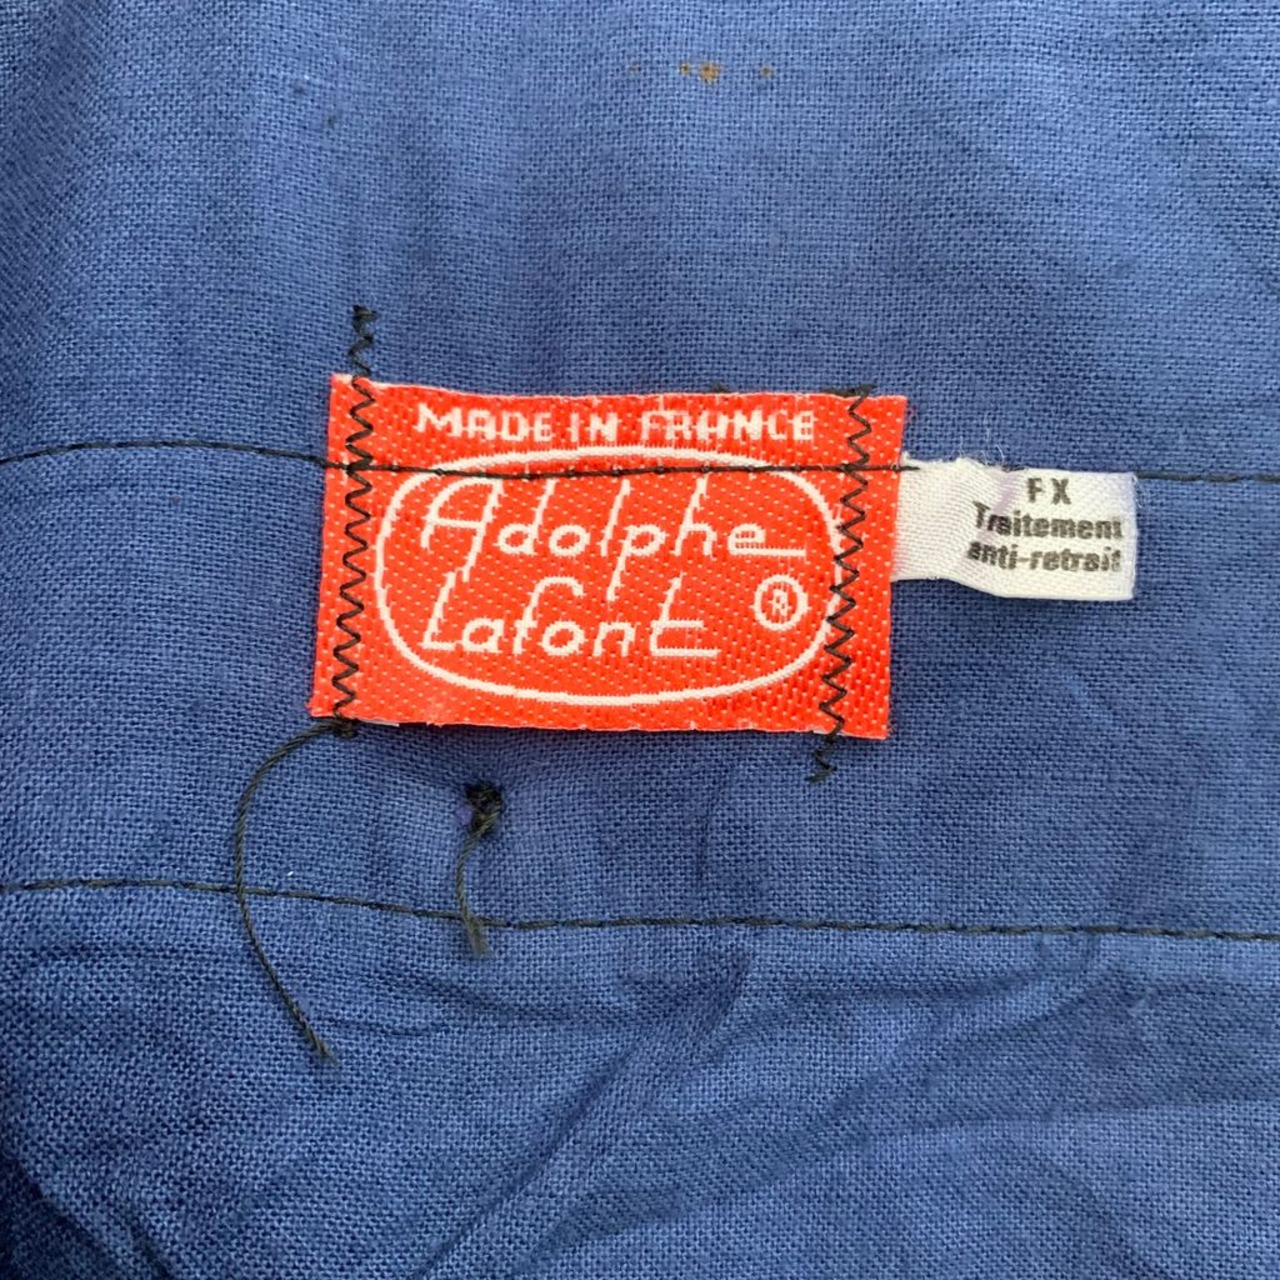 MADE IN FRANCE
Adolphe
Lafont ®
FX
Traitement
anti-retrait